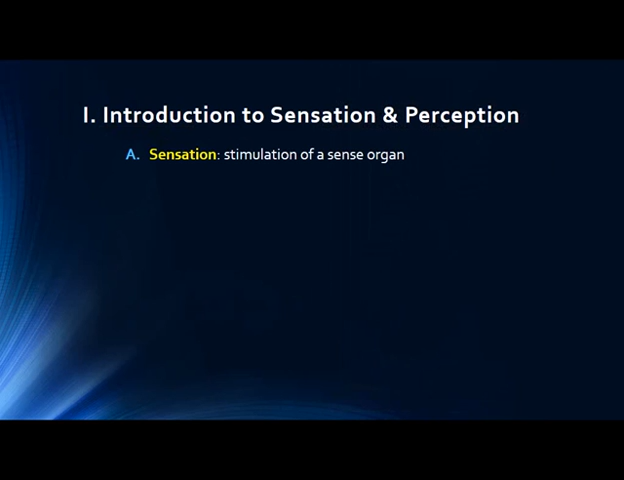 I. Introduction to Sensation & Perception
A. Sensation: stimulation of a sense organ